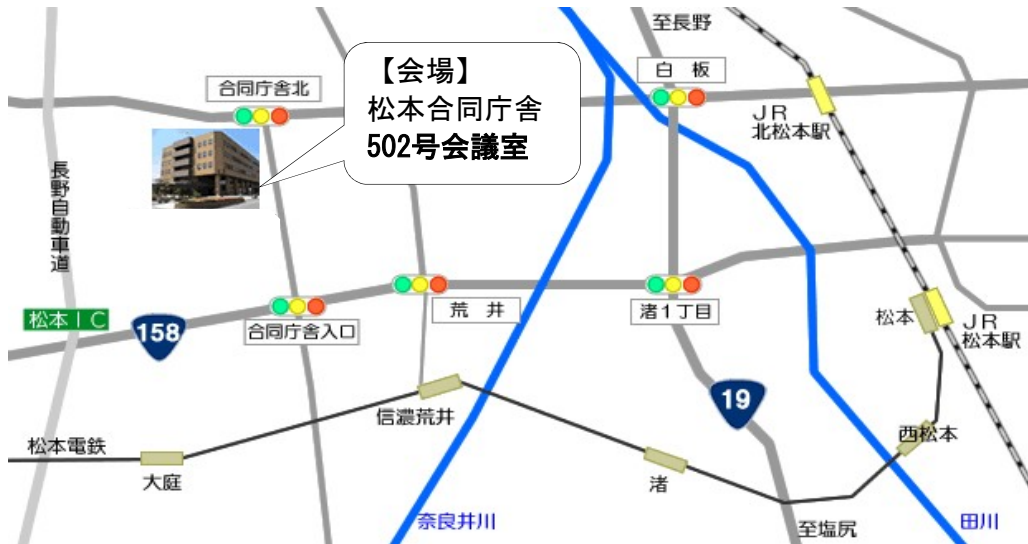 至長野
合同庁舎北
【会場】
松本合同庁舎
502号会議室
白 板
JR
北松本駅
長野自動車道
松本IC
158
合同庁舎入口
荒 井
渚1丁目
松本
JR
松本駅
信濃荒井
19
松本電鉄
大庭
渚
西松本
奈良井川
至塩尻
田川